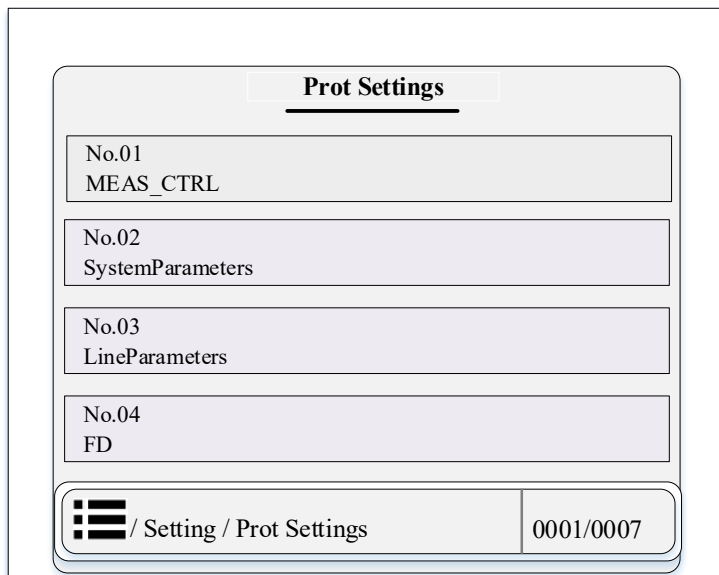 Prot Settings
No.01
MEAS_CTRL
No.02
SystemParameters
No.03
LineParameters
No.04
FD
/ Setting / Prot Settings
0001/0007